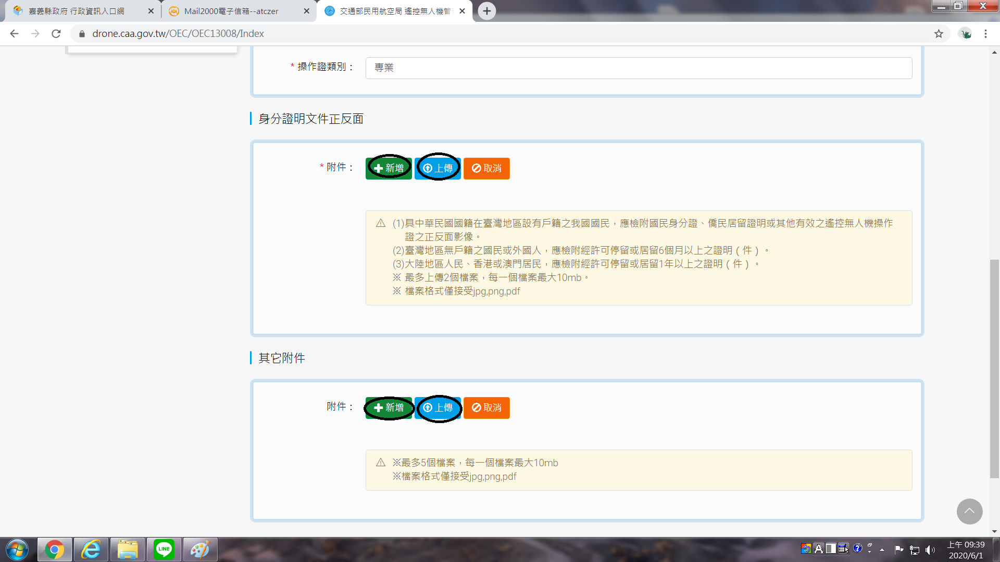 嘉義縣政府 行政資訊入口網
Mail2000電子信箱--atczer
交通部民用航空局 遙控無人機管
drone.caa.gov.tw/OEC/OEC13008/Index
* 操作證類別：
專業
身分證明文件正反面
* 附件：
新增
上傳
取消
(1)具中華民國國籍在臺灣地區設有戶籍之我國國民，應檢附國民身分證、僑民居留證明或其他有效之遙控無人機操作
證之正反面影像。
(2)臺灣地區無戶籍之國民或外國人，應檢附經許可停留或居留6個月以上之證明（件）。
(3)大陸地區人民、香港或澳門居民，應檢附經許可停留或居留1年以上之證明（件）。
※ 最多上傳2個檔案，每一個檔案最大10mb。
※ 檔案格式僅接受jpg,png,pdf
其它附件
附件：
新增
上傳
取消
※最多5個檔案，每一個檔案最大10mb
※檔案格式僅接受jpg,png,pdf
LINE
A
上午 09:39
2020/6/1